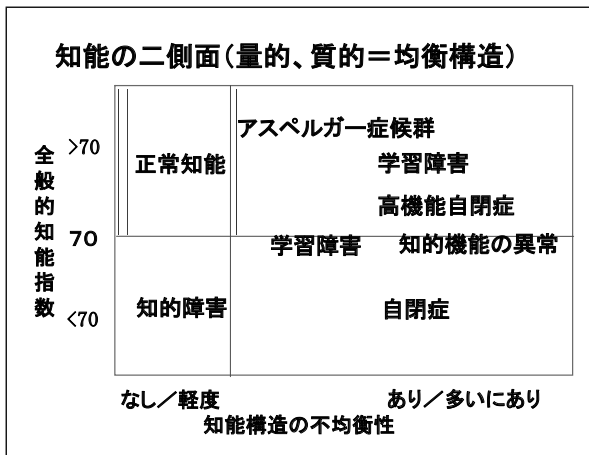 知能の二側面(量的、質的=均衡構造)
全般的知能指数
>70
70
<70
アスペルガー症候群
正常知能
学習障害
高機能自閉症
学習障害
知的機能の異常
知的障害
自閉症
なし/軽度
あり/多いにあり
知能構造の不均衡性